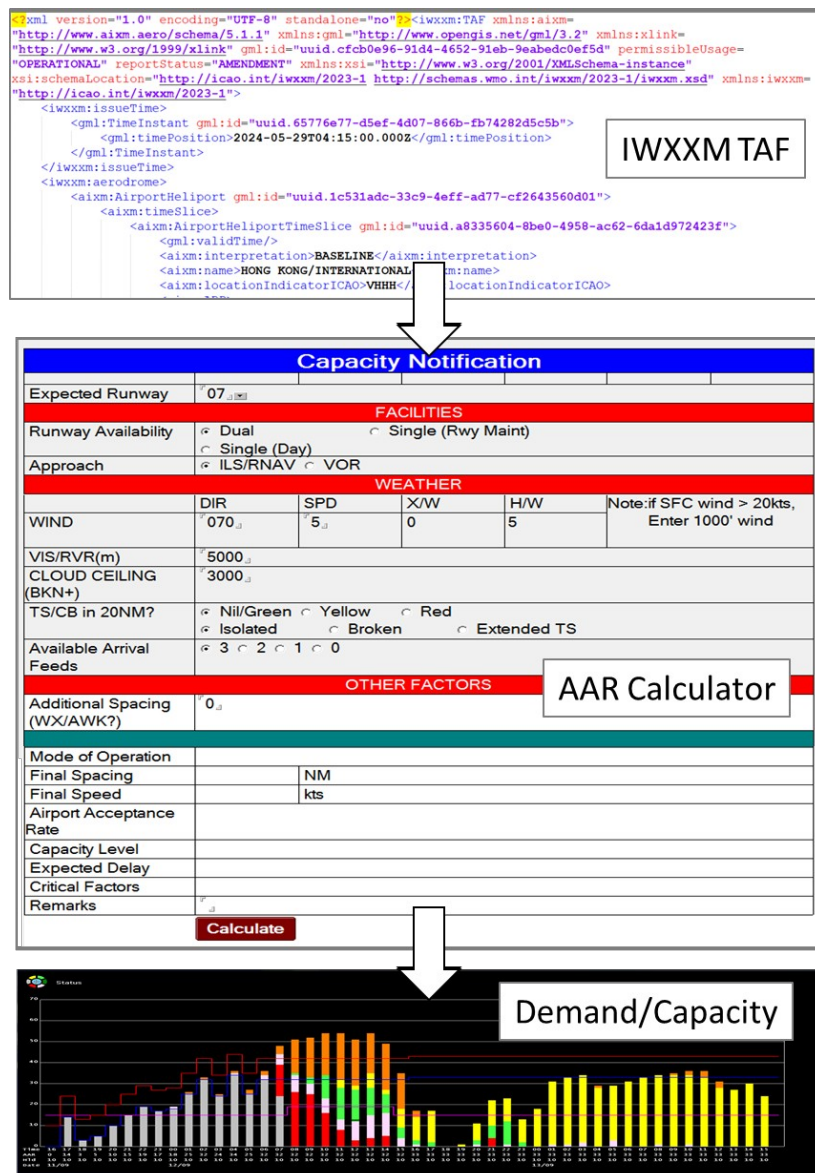 <?xml version="1.0" encoding="UTF-8" standalone="no"?><iwxxm:TAF xmlns:aixm=
"http://www.aixm.aero/schema/5.1.1" xmlns:gml="http://www.opengis.net/gml/3.2" xmlns:xlink=
"http://www.w3.org/1999/xlink" gml:id="uuid.cfcb0e96-91d4-4652-91eb-9eabedc0ef5d" permissibleUsage=
"OPERATIONAL" reportStatus="AMENDMENT" xmlns:xsi="http://www.w3.org/2001/XMLSchema-instance"
xsi:schemaLocation="http://icao.int/iwxxm/2023-1 http://schemas.wmo.int/iwxxm/2023-1/iwxxm.xsd" xmlns:iwxxm=
"http://icao.int/iwxxm/2023-1">
<iwxxm:issueTime>
<gml:TimeInstant gml:id="uuid.65776e77-d5ef-4d07-866b-fb74282d5c5b">
<gml:timePosition>2024-05-29T04:15:00.000Z</gml:timePosition>
</gml:TimeInstant>
</iwxxm:issueTime>
IWXXM TAF
<iwxxm:aerodrome>
<aixm:AirportHeliport gml:id="uuid.1c531adc-33c9-4eff-ad77-cf2643560d01">
<aixm:timeSlice>
<aixm:AirportHeliportTimeSlice gml:id="uuid.a8335604-8be0-4958-ac62-6da1d972423f">
<gml:validTime/>
<aixm:interpretation>BASELINE</aixm:interpretation>
<aixm:name>HONG KONG/INTERNATIONAL xm:name>
<aixm:locationIndicatorICAO>VHHH</ locationIndicatorICAO>
Capacity Notification
Expected Runway 07
FACILITIES
Runway Availability Dual Single (Rwy Maint)
Single (Day)
Approach ILS/RNAV VOR
WEATHER
DIR SPD X/W H/W Note:if SFC wind > 20kts,
WIND 070 5 0 5 Enter 1000' wind
VIS/RVR(m) 5000
CLOUD CEILING 3000
(BKN+)
TS/CB in 20NM? Nil/Green Yellow Red
Isolated Broken Extended TS
Available Arrival 3 2 1 0
Feeds
OTHER FACTORS
AAR Calculator
Additional Spacing 0
(WX/AWK?)
Mode of Operation
Final Spacing NM
Final Speed kts
Airport Acceptance
Rate
Capacity Level
Expected Delay
Critical Factors
Remarks
Calculate
Status
Demand/Capacity
70
60
50
40
30
20
10
0